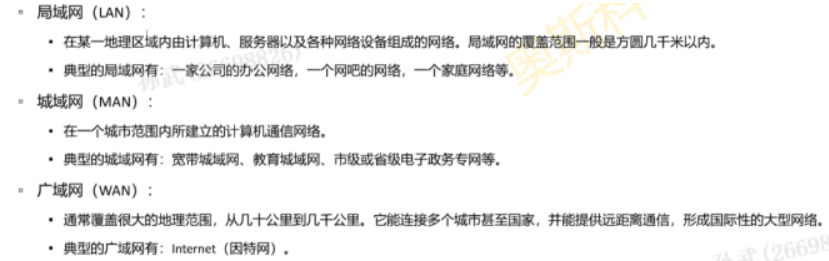 ▫ 局域网（LAN）：
• 在某一地理区域内由计算机、服务器以及各种网络设备组成的网络。局域网的覆盖范围一般是方圆几千米以内。
• 典型的局域网有：一家公司的办公网络，一个网吧的网络，一个家庭网络等。
▫ 城域网（MAN）：
• 在一个城市范围内所建立的计算机通信网络。
• 典型的城域网有：宽带城域网、教育城域网、市级或省级电子政务专网等。
▫ 广域网（WAN）：
• 通常覆盖很大的地理范围，从几十公里到几千公里。它能连接多个城市甚至国家，并能提供远距离通信，形成国际性的大型网络。
• 典型的广域网有：Internet（因特网）。
奥斯科
孙武(26698826)
孙武(26698